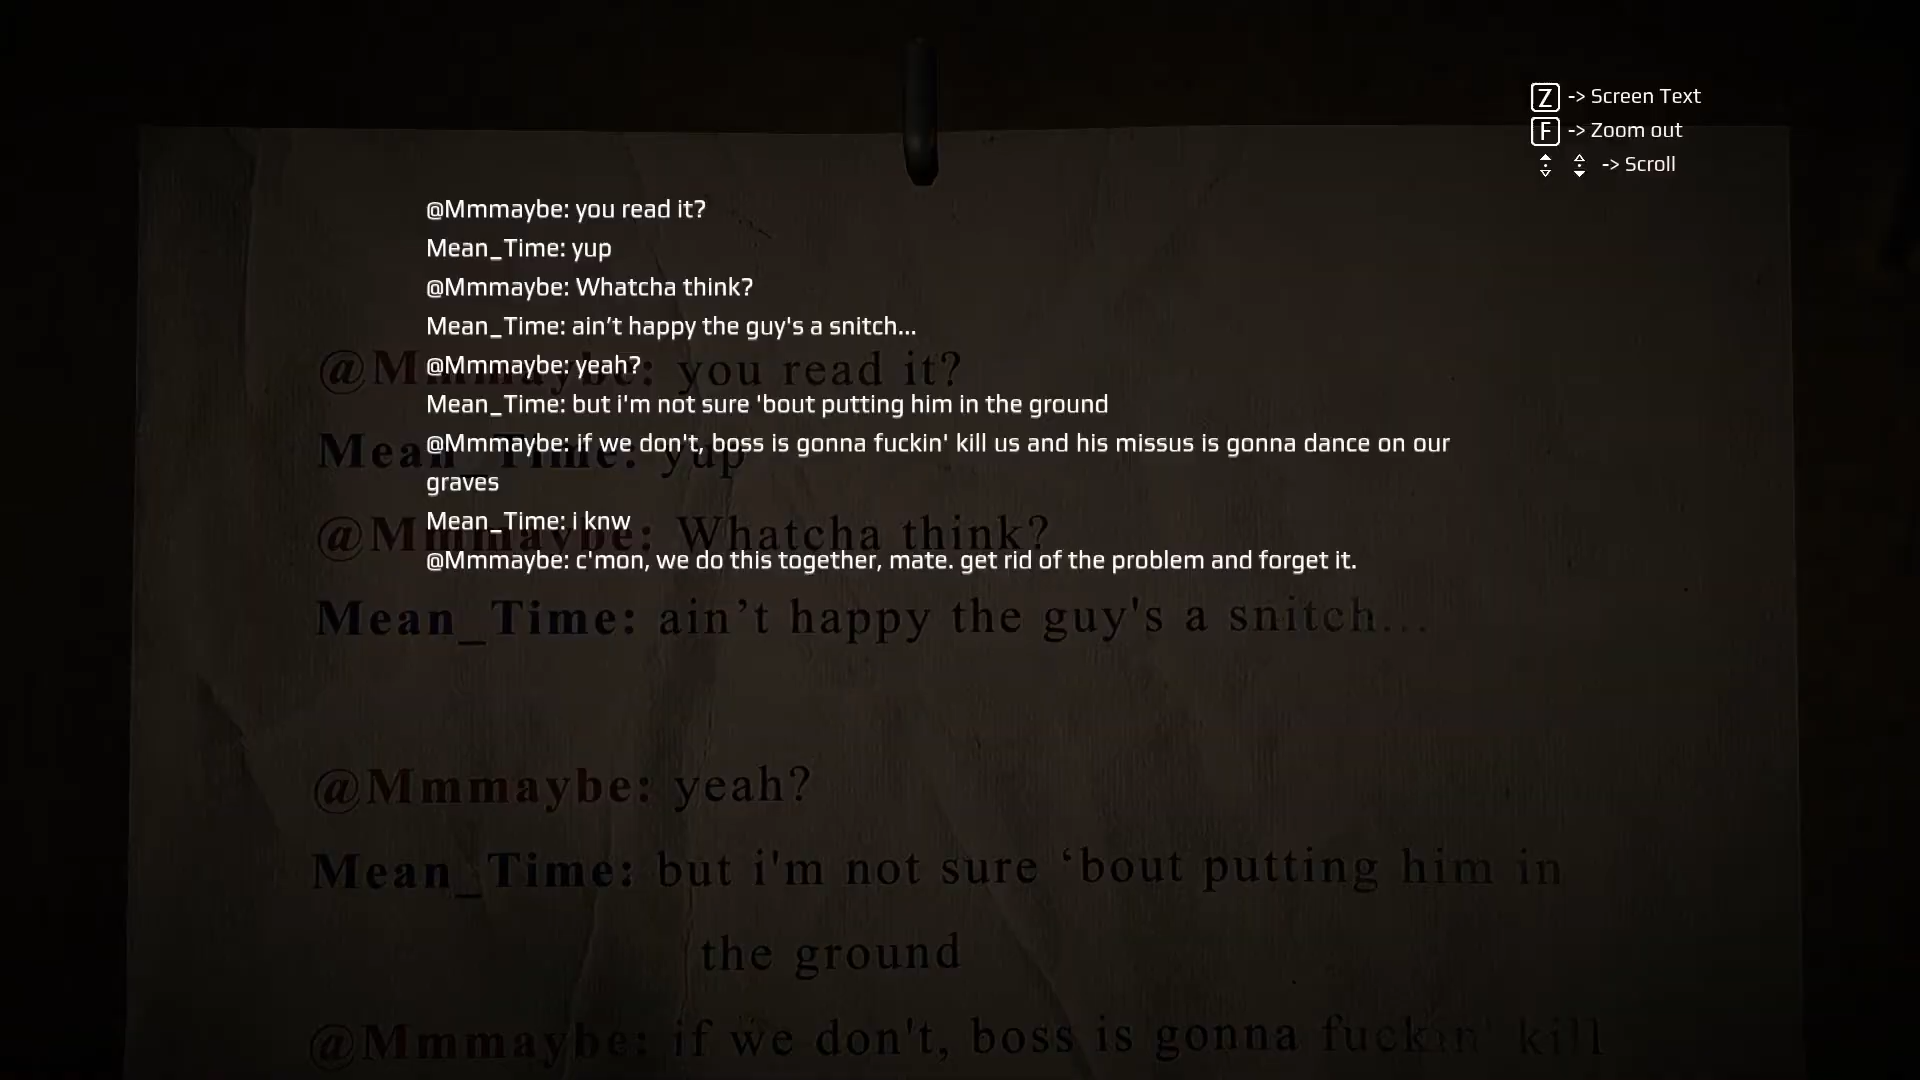 Z -> Screen Text
F -> Zoom out
-> Scroll
@Mmmaybe: you read it?
Mean_Time: yup
@Mmmaybe: Whatcha think?
Mean_Time: ain’t happy the guy's a snitch...
@Mmmaybe: yeah?
Mean_Time: but i'm not sure 'bout putting him in the ground
@Mmmaybe: if we don't, boss is gonna fuckin' kill us and his missus is gonna dance on our
graves
Mean_Time: i knw
@Mmmaybe: c'mon, we do this together, mate. get rid of the problem and forget it.
@Mmmaybe: you read it?
Mean_Time: yup
@Mmmaybe: Whatcha think?
Mean_Time: ain’t happy the guy's a snitch...
@Mmmaybe: yeah?
Mean_Time: but i'm not sure ‘bout putting him in
the ground
@Mmmaybe: if we don't, boss is gonna fuckin' kill